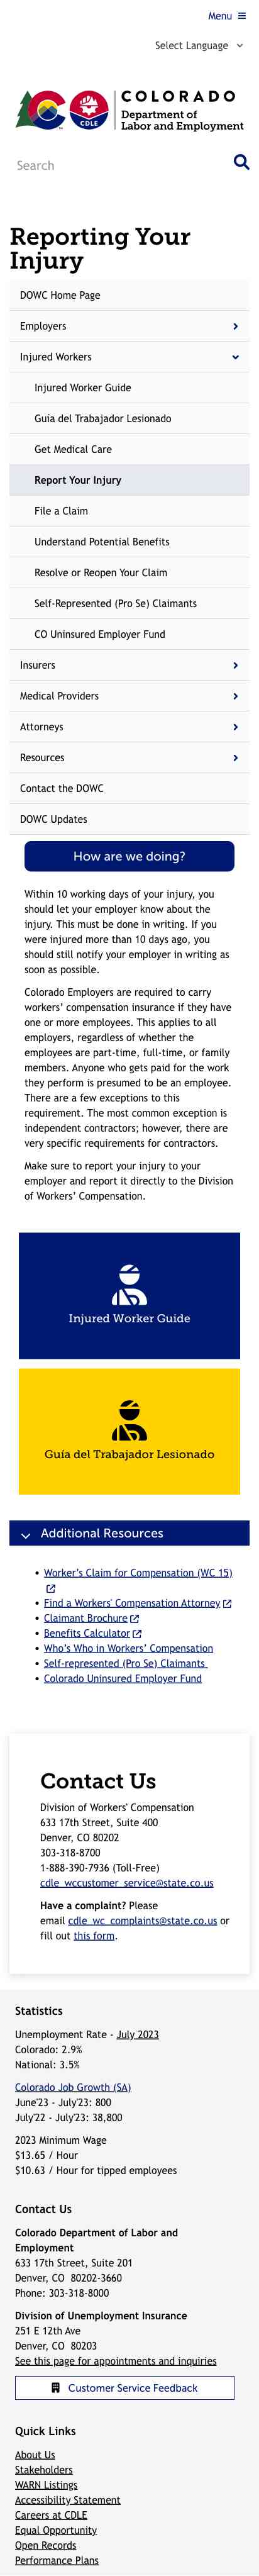 Menu
Select Language
CDLE
COLORADO
Department of
Labor and Employment
Search
Reporting Your
Injury
DOWC Home Page
Employers
Injured Workers
Injured Worker Guide
Guía del Trabajador Lesionado
Get Medical Care
Report Your Injury
File a Claim
Understand Potential Benefits
Resolve or Reopen Your Claim
Self-Represented (Pro Se) Claimants
CO Uninsured Employer Fund
Insurers
Medical Providers
Attorneys
Resources
Contact the DOWC
DOWC Updates
How are we doing?
Within 10 working days of your injury, you
should let your employer know about the
injury. This must be done in writing. If you
were injured more than 10 days ago, you
should still notify your employer in writing as
soon as possible.
Colorado Employers are required to carry
workers’ compensation insurance if they have
one or more employees. This applies to all
employers, regardless of whether the
employees are part-time, full-time, or family
members. Anyone who gets paid for the work
they perform is presumed to be an employee.
There are a few exceptions to this
requirement. The most common exception is
independent contractors; however, there are
very specific requirements for contractors.
Make sure to report your injury to your
employer and report it directly to the Division
of Workers’ Compensation.
Injured Worker Guide
Guía del Trabajador Lesionado
Additional Resources
• Worker’s Claim for Compensation (WC 15)
• Find a Workers' Compensation Attorney
• Claimant Brochure
• Benefits Calculator
• Who’s Who in Workers’ Compensation
• Self-represented (Pro Se) Claimants
• Colorado Uninsured Employer Fund
Contact Us
Division of Workers' Compensation
633 17th Street, Suite 400
Denver, CO 80202
303-318-8700
1-888-390-7936 (Toll-Free)
cdle_wccustomer_service@state.co.us
Have a complaint? Please
email cdle_wc_complaints@state.co.us or
fill out this form.
Statistics
Unemployment Rate - July 2023
Colorado: 2.9%
National: 3.5%
Colorado Job Growth (SA)
June'23 - July'23: 800
July'22 - July'23: 38,800
2023 Minimum Wage
$13.65 / Hour
$10.63 / Hour for tipped employees
Contact Us
Colorado Department of Labor and
Employment
633 17th Street, Suite 201
Denver, CO 80202-3660
Phone: 303-318-8000
Division of Unemployment Insurance
251 E 12th Ave
Denver, CO 80203
See this page for appointments and inquiries
Customer Service Feedback
Quick Links
About Us
Stakeholders
WARN Listings
Accessibility Statement
Careers at CDLE
Equal Opportunity
Open Records
Performance Plans